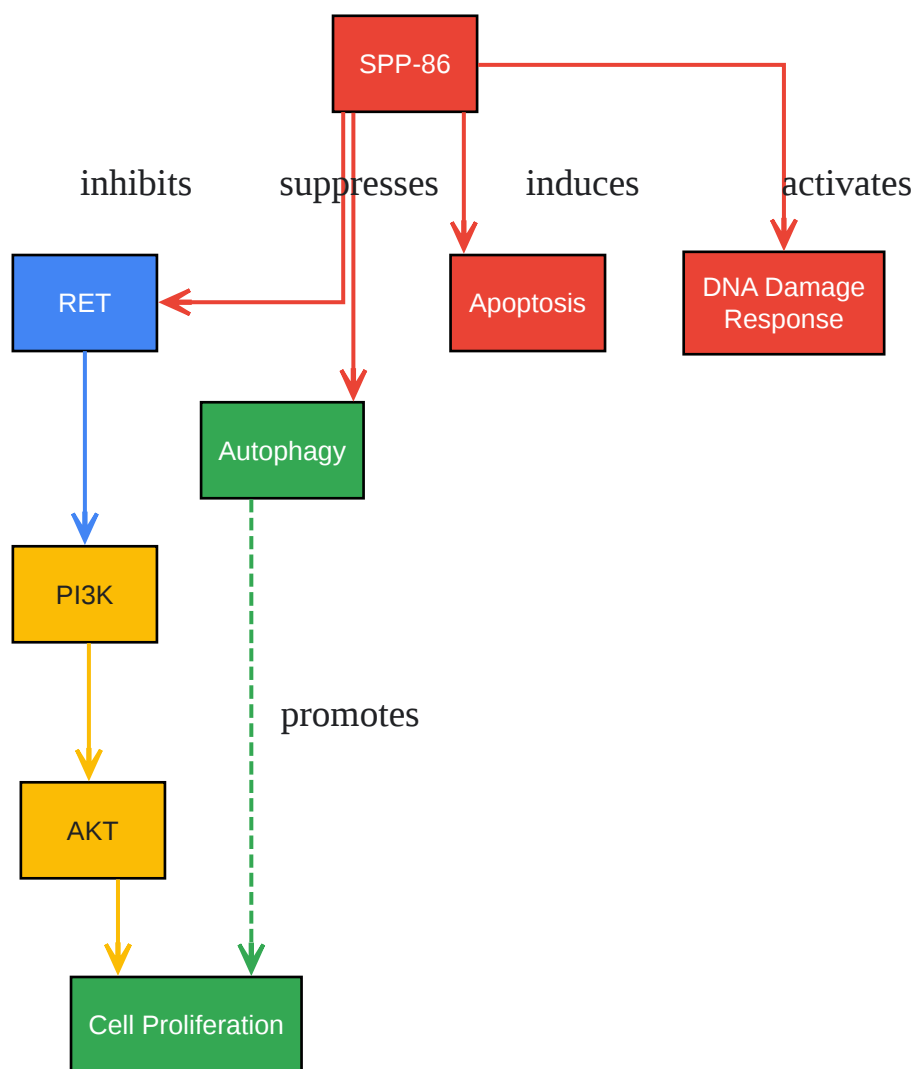 SPP-86
inhibits
suppresses
induces
activates
RET
Apoptosis
DNA Damage
Response
Autophagy
PI3K
promotes
AKT
Cell Proliferation